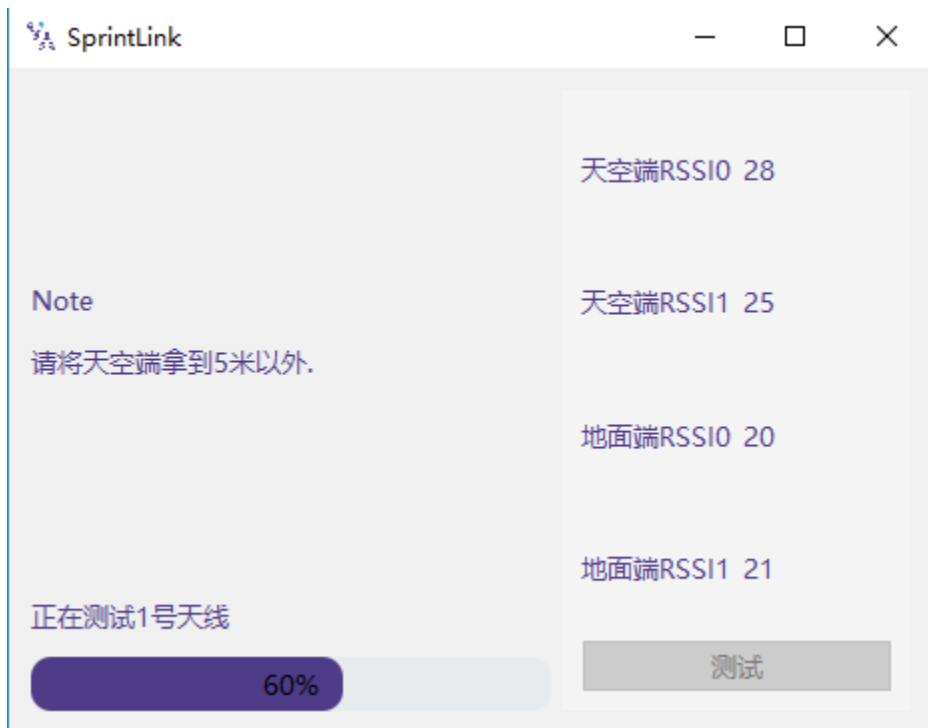 SprintLink
Note
请将天空端拿到5米以外.
正在测试1号天线
60%
天空端RSSI0 28
天空端RSSI1 25
地面端RSSI0 20
地面端RSSI1 21
测试